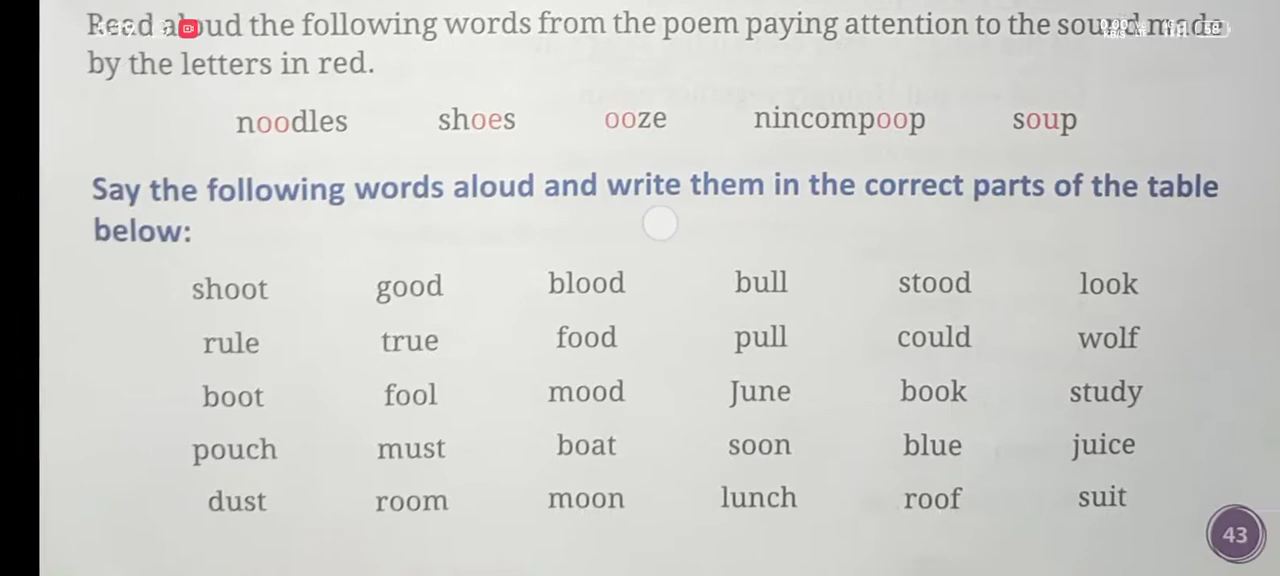 Read aloud the following words from the poem paying attention to the sound made
by the letters in red.
noodles shoes ooze nincompoop soup
Say the following words aloud and write them in the correct parts of the table
below:
shoot good blood bull stood look
rule true food pull could wolf
boot fool mood June book study
pouch must boat soon blue juice
dust room moon lunch roof suit
43
58